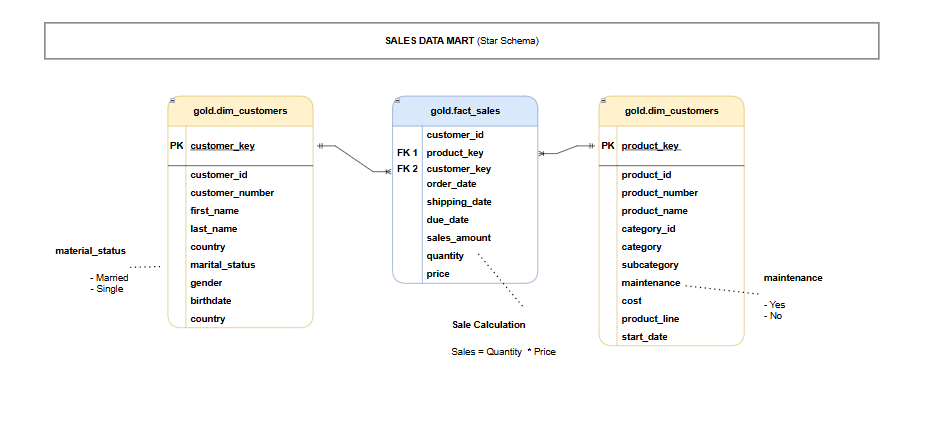 SALES DATA MART (Star Schema)
gold.dim_customers
PK customer_key
customer_id
customer_number
first_name
last_name
country
marital_status
gender
birthdate
country
material_status
- Married
- Single
gold.fact_sales
customer_id
FK 1 product_key
FK 2 customer_key
order_date
shipping_date
due_date
sales_amount
quantity
price
Sale Calculation
Sales = Quantity * Price
gold.dim_customers
PK product_key
product_id
product_number
product_name
category_id
category
subcategory
maintenance
cost
product_line
start_date
maintenance
- Yes
- No